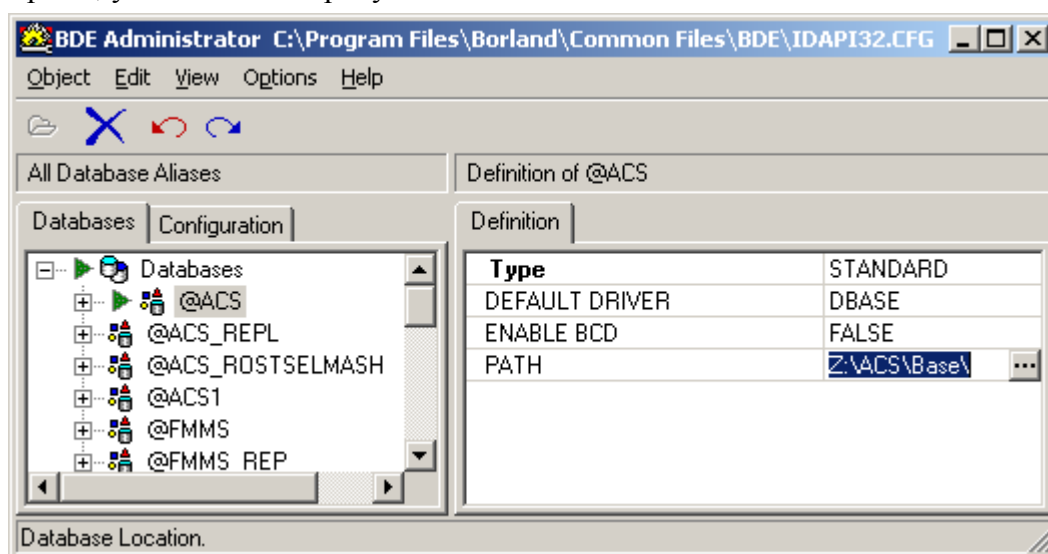 BDE Administrator C:\Program Files\Borland\Common Files\BDE\IDAPI32.CFG
Object Edit View Options Help
All Database Aliases
Definition of @ACS
Databases Configuration
Definition
Databases
@ACS
@ACS_REPL
@ACS_ROSTSELMASH
@ACS1
@FMMS
@FMMS_REP
Type STANDARD
DEFAULT DRIVER DBASE
ENABLE BCD FALSE
PATH Z:\ACS\Base\ ...
Database Location.